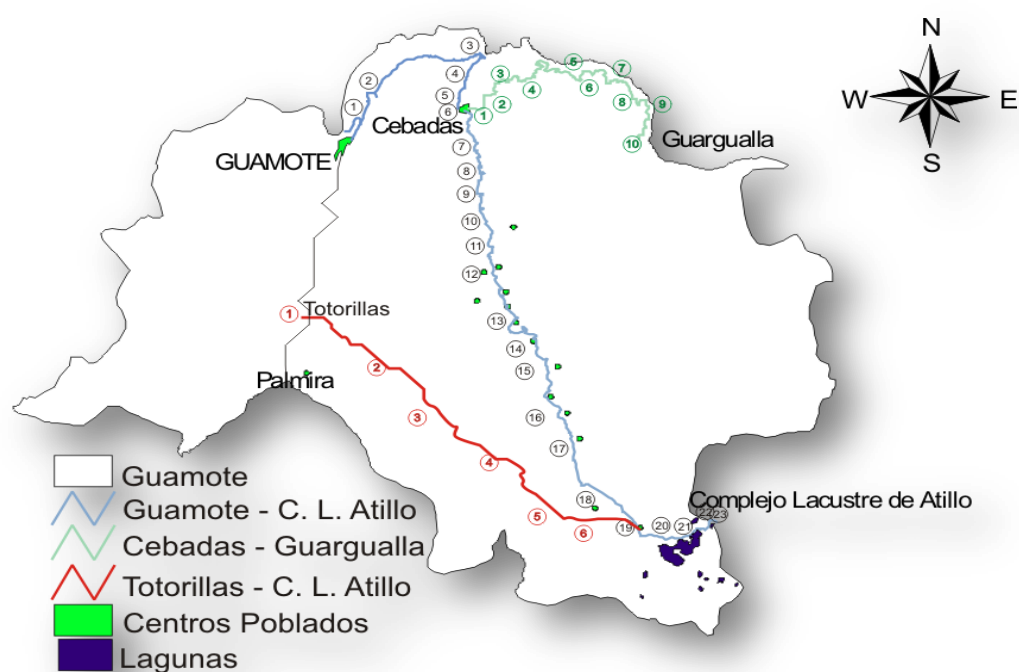 N
W E
S
3
2
4
1
5
6
Cebadas
GUAMOTE
5
7
3
4
6
8
9
2
1
10
Guargualla
7
8
9
10
11
12
13
14
15
16
17
18
19
20
21
22
23
1
Totorillas
2
Palmira
3
4
5
6
Complejo Lacustre de Atillo
Guamote
Guamote - C. L. Atillo
Cebadas - Guargualla
Totorillas - C. L. Atillo
Centros Poblados
Lagunas